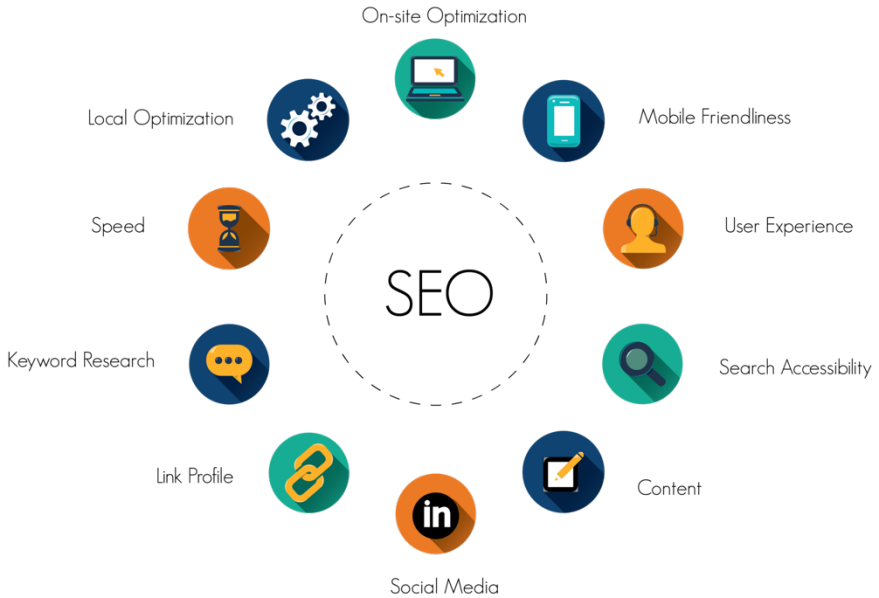 On-site Optimization
Local Optimization
Mobile Friendliness
Speed
User Experience
SEO
Keyword Research
Search Accessibility
Link Profile
Content
in
Social Media